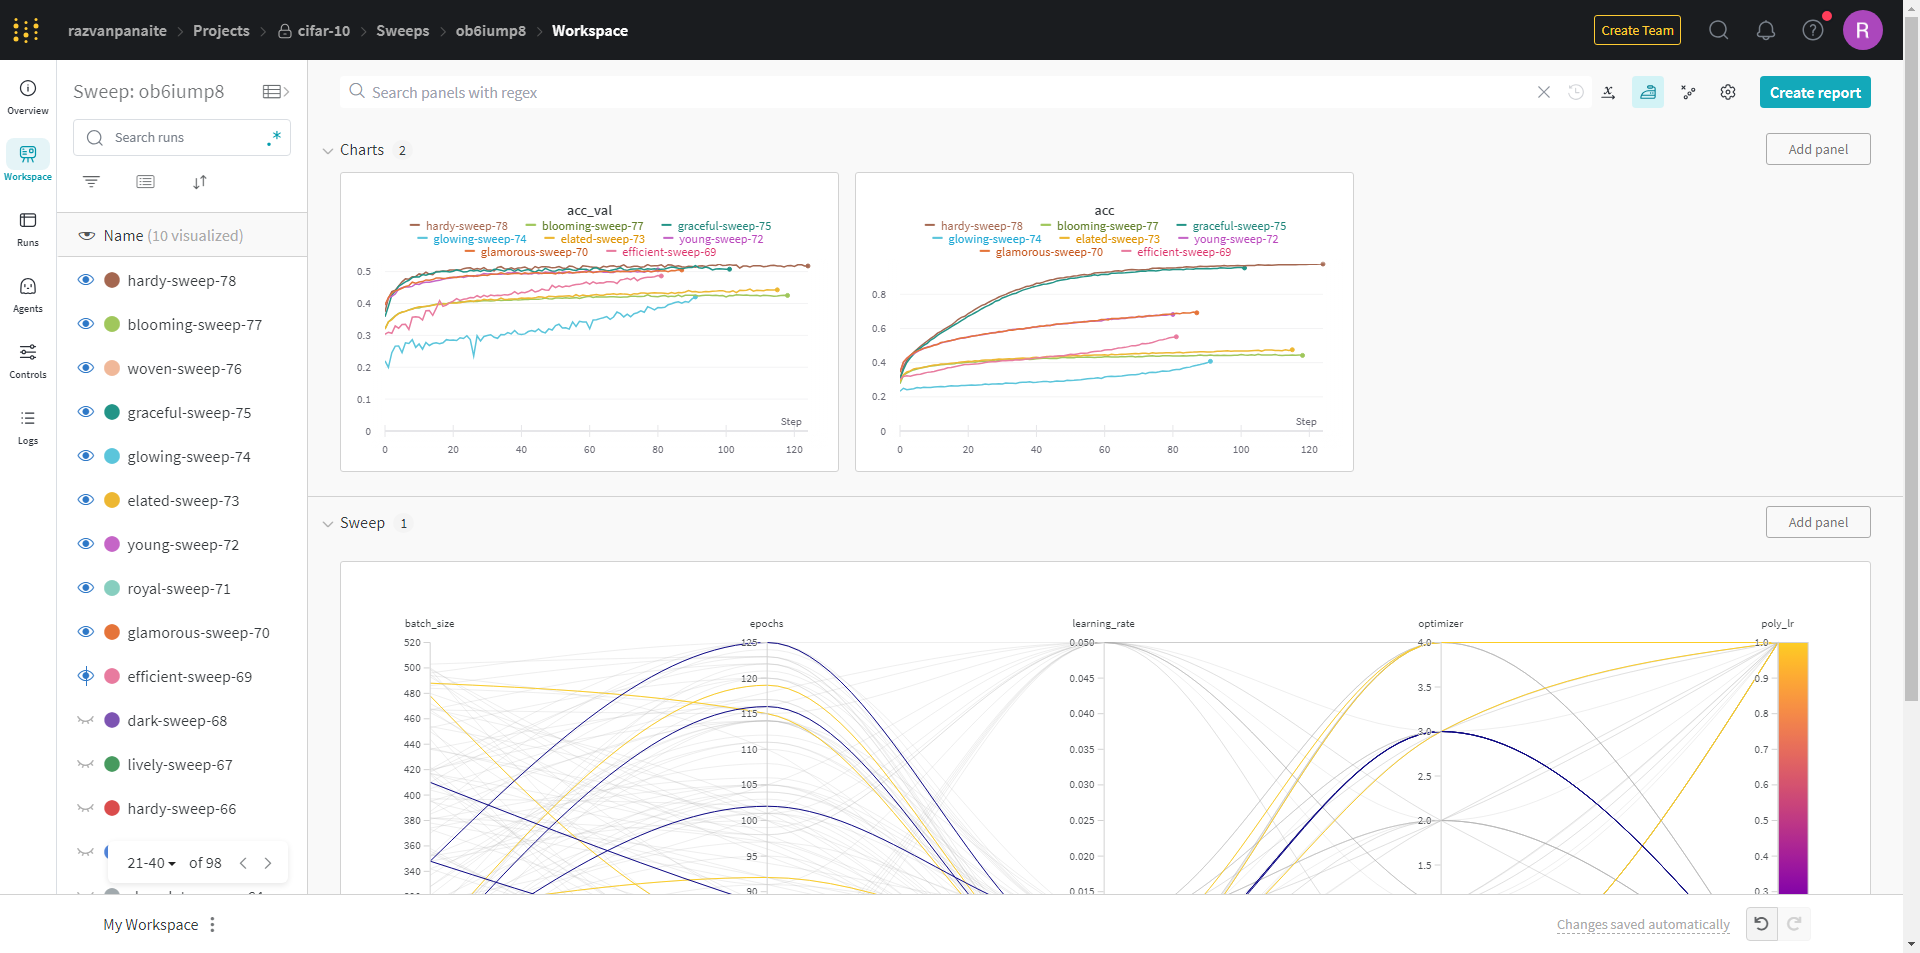 razvanpanaite > Projects > cifar-10 > Sweeps > ob6iump8 > Workspace
Create Team
R
Overview
Workspace
Runs
Agents
Controls
Logs
Sweep: ob6iump8
Search runs
.*
Name (10 visualized)
hardy-sweep-78
blooming-sweep-77
woven-sweep-76
graceful-sweep-75
glowing-sweep-74
elated-sweep-73
young-sweep-72
royal-sweep-71
glamorous-sweep-70
efficient-sweep-69
dark-sweep-68
lively-sweep-67
hardy-sweep-66
21-40 of 98
Search panels with regex
Create report
Charts 2
Add panel
acc_val
hardy-sweep-78 blooming-sweep-77 graceful-sweep-75
glowing-sweep-74 elated-sweep-73 young-sweep-72
glamorous-sweep-70 efficient-sweep-69
0.5
0.4
0.3
0.2
0.1
0
Step
0 20 40 60 80 100 120
acc
hardy-sweep-78 blooming-sweep-77 graceful-sweep-75
glowing-sweep-74 elated-sweep-73 young-sweep-72
glamorous-sweep-70 efficient-sweep-69
0.8
0.6
0.4
0.2
0
Step
0 20 40 60 80 100 120
Sweep 1
Add panel
batch_size
520
500
480
460
440
420
400
380
360
340
epochs
125
120
115
110
105
100
95
90
learning_rate
0.050
0.045
0.040
0.035
0.030
0.025
0.020
0.015
optimizer
4.0
3.5
3.0
2.5
2.0
1.5
poly_lr
1.0
0.9
0.8
0.7
0.6
0.5
0.4
0.3
My Workspace
Changes saved automatically